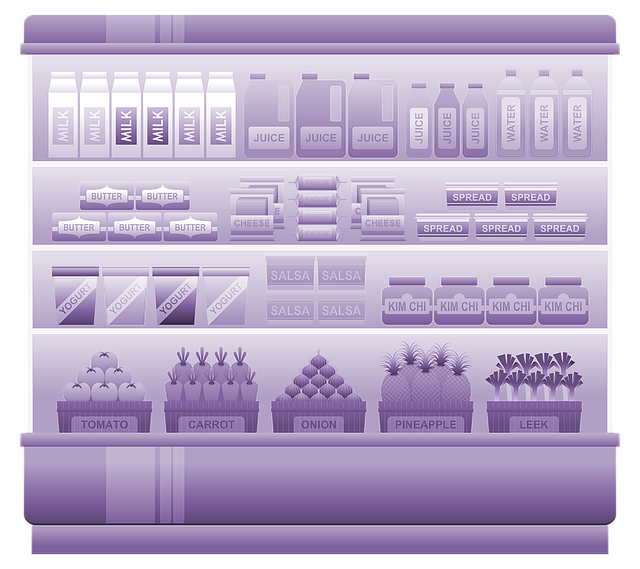 MILK MILK MILK MILK MILK MILK JUICE JUICE JUICE JUICE JUICE JUICE WATER WATER WATER
BUTTER BUTTER
BUTTER BUTTER BUTTER
CHEESE CHEESE
SPREAD SPREAD
SPREAD SPREAD SPREAD
YOGURT YOGURT YOGURT YOGURT
SALSA SALSA
SALSA SALSA
KIM CHI KIM CHI KIM CHI KIM CHI
TOMATO CARROT ONION PINEAPPLE LEEK